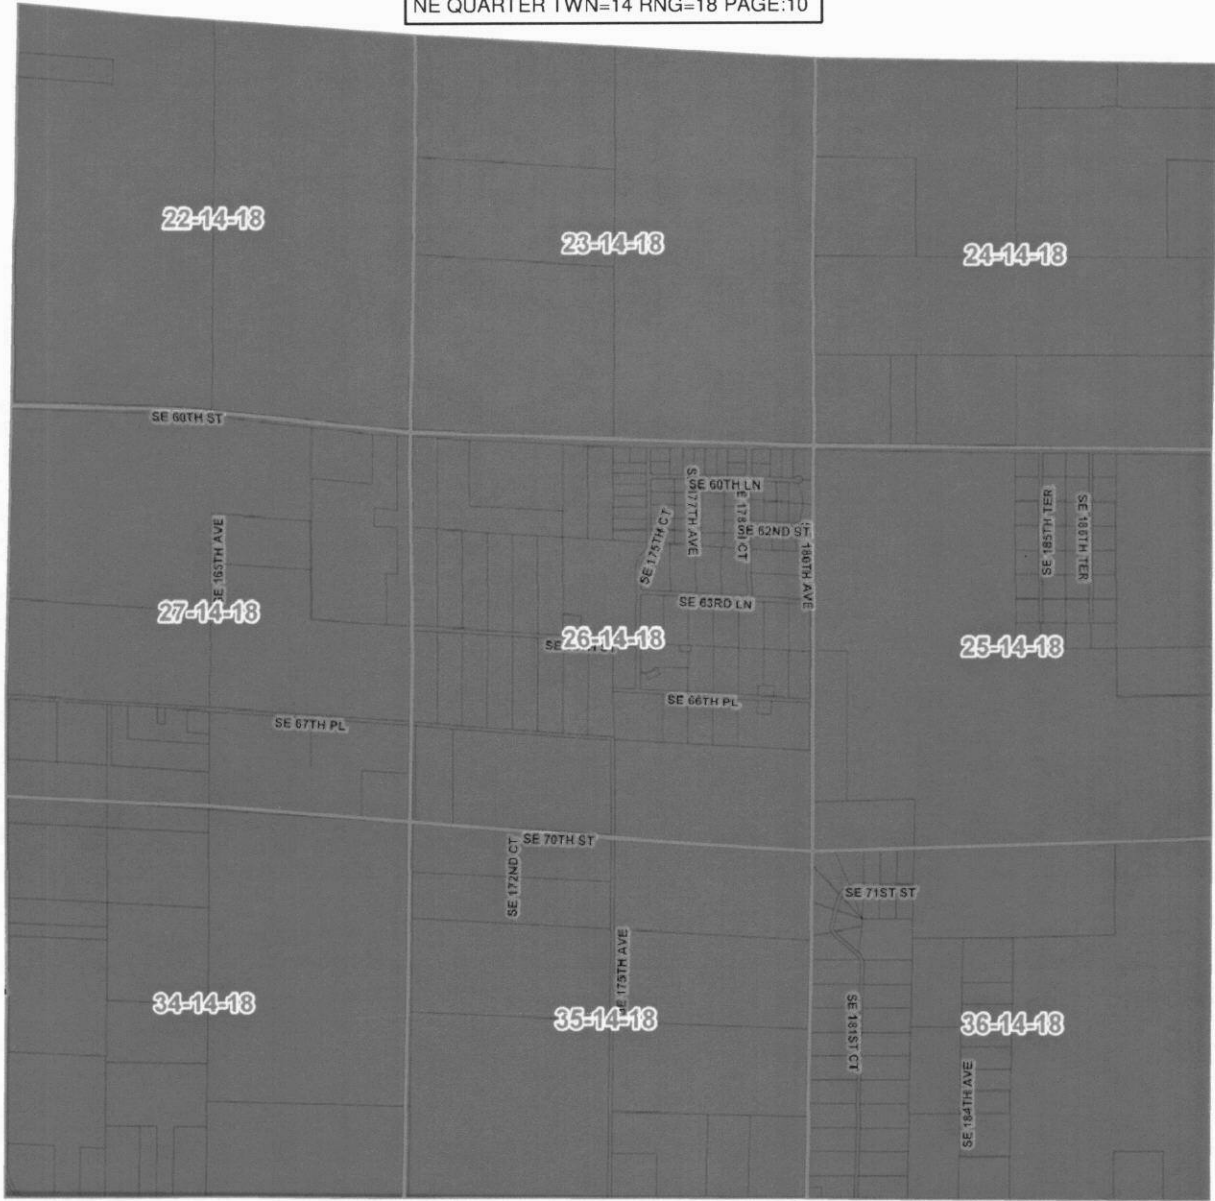 NE QUARTER TWN=14 RNG=18 PAGE:10
22-14-18
23-14-18
24-14-18
SE 60TH ST
SE 60TH LN
177TH AVE
CT
SE 62ND ST
SE 175TH CT
180TH AVE
SE 185TH TER
SE 186TH TER
SE 165TH AVE
SE 63RD LN
27-14-18
26-14-18
SE
25-14-18
SE 66TH PL
SE 67TH PL
SE 70TH ST
SE 172ND CT
SE 71ST ST
SE 175TH AVE
34-14-18
35-14-18
SE 181ST CT
36-14-18
SE 184TH AVE